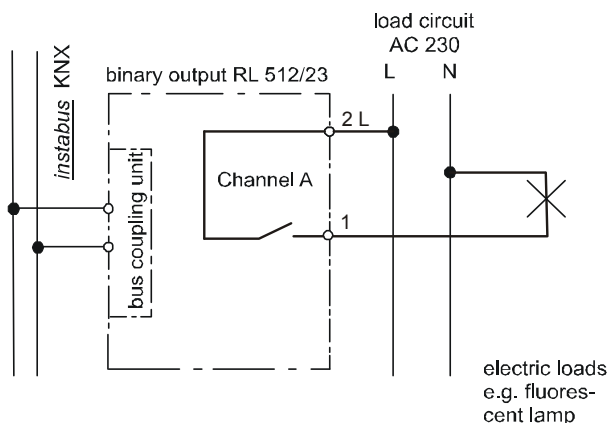 load circuit
AC 230
L N
binary output RL 512/23
instabus KNX
bus coupling unit
2 L
Channel A
1
electric loads
e.g. fluores-
cent lamp